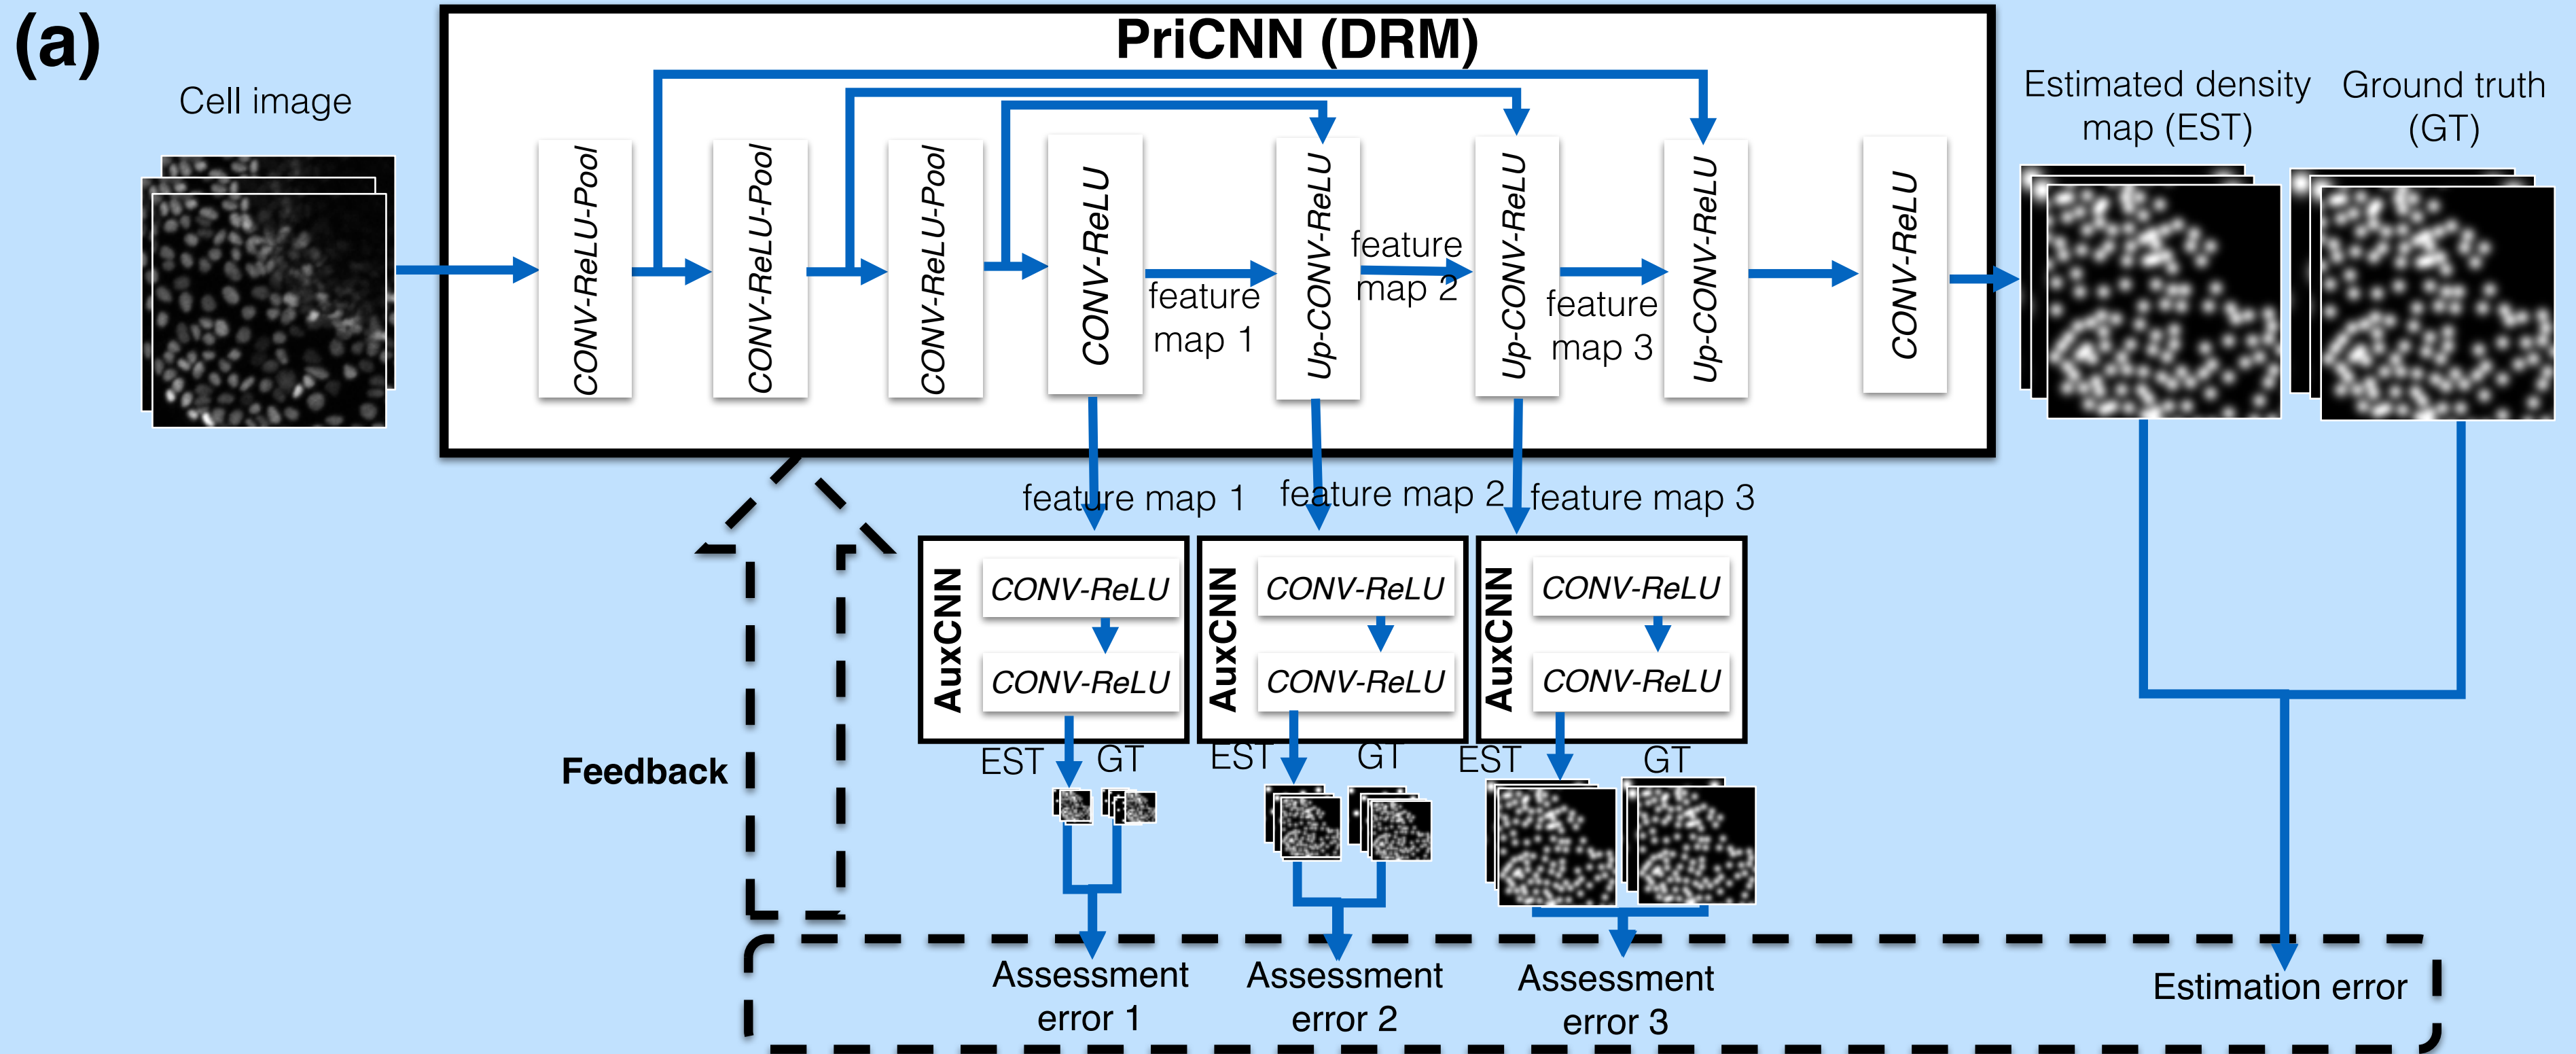 (a)
PriCNN (DRM)
Cell image
Estimated density
map (EST)
Ground truth
(GT)
CONV-ReLU-Pool
CONV-ReLU-Pool
CONV-ReLU-Pool
CONV-ReLU
feature
map 1
Up-CONV-ReLU
feature
map 2
Up-CONV-ReLU
feature
map 3
Up-CONV-ReLU
CONV-ReLU
feature map 1
feature map 2
feature map 3
AuxCNN
CONV-ReLU
CONV-ReLU
AuxCNN
CONV-ReLU
CONV-ReLU
AuxCNN
CONV-ReLU
CONV-ReLU
EST
GT
EST
GT
EST
GT
Feedback
Assessment
error 1
Assessment
error 2
Assessment
error 3
Estimation error